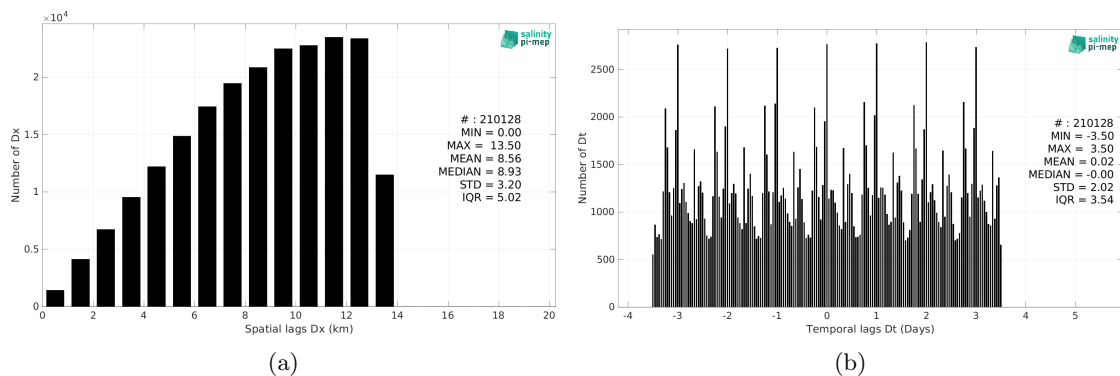 ×10⁴
2
1.5
1
0.5
0
0 2 4 6 8 10 12 14 16 18 20
Number of Dx
Spatial lags Dx (km)
salinity
pi-mep
# : 210128
MIN = 0.00
MAX = 13.50
MEAN = 8.56
MEDIAN = 8.93
STD = 3.20
IQR = 5.02
(a)
2500
2000
1500
1000
500
0
-4 -3 -2 -1 0 1 2 3 4 5
Number of Dt
Temporal lags Dt (Days)
salinity
pi-mep
# : 210128
MIN = -3.50
MAX = 3.50
MEAN = 0.02
MEDIAN = -0.00
STD = 2.02
IQR = 3.54
(b)